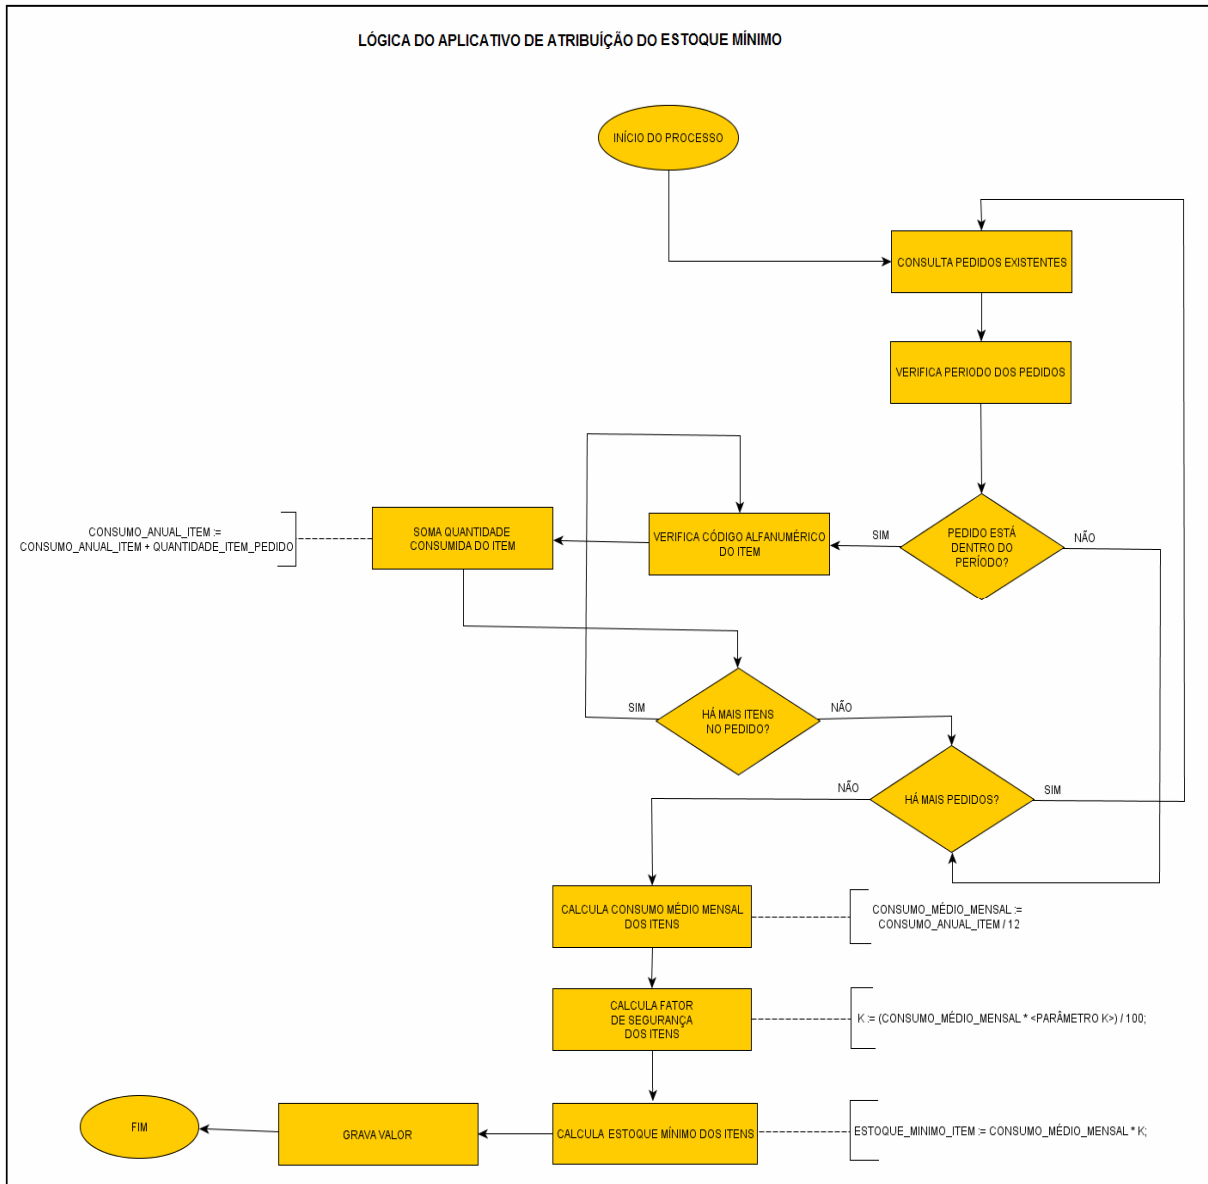 LÓGICA DO APLICATIVO DE ATRIBUÍÇÃO DO ESTOQUE MÍNIMO
INÍCIO DO PROCESSO
CONSULTA PEDIDOS EXISTENTES
VERIFICA PERIODO DOS PEDIDOS
PEDIDO ESTÁ
DENTRO DO
PERÍODO?
SIM
NÃO
VERIFICA CÓDIGO ALFANUMÉRICO
DO ITEM
SOMA QUANTIDADE
CONSUMIDA DO ITEM
CONSUMO_ANUAL_ITEM :=
CONSUMO_ANUAL_ITEM + QUANTIDADE_ITEM_PEDIDO
HÁ MAIS ITENS
NO PEDIDO?
SIM
NÃO
HÁ MAIS PEDIDOS?
NÃO
SIM
CALCULA CONSUMO MÉDIO MENSAL
DOS ITENS
CONSUMO_MÉDIO_MENSAL :=
CONSUMO_ANUAL_ITEM / 12
CALCULA FATOR
DE SEGURANÇA
DOS ITENS
K := (CONSUMO_MÉDIO_MENSAL * <PARÂMETRO K>) / 100;
CALCULA ESTOQUE MÍNIMO DOS ITENS
ESTOQUE_MINIMO_ITEM := CONSUMO_MÉDIO_MENSAL * K;
GRAVA VALOR
FIM